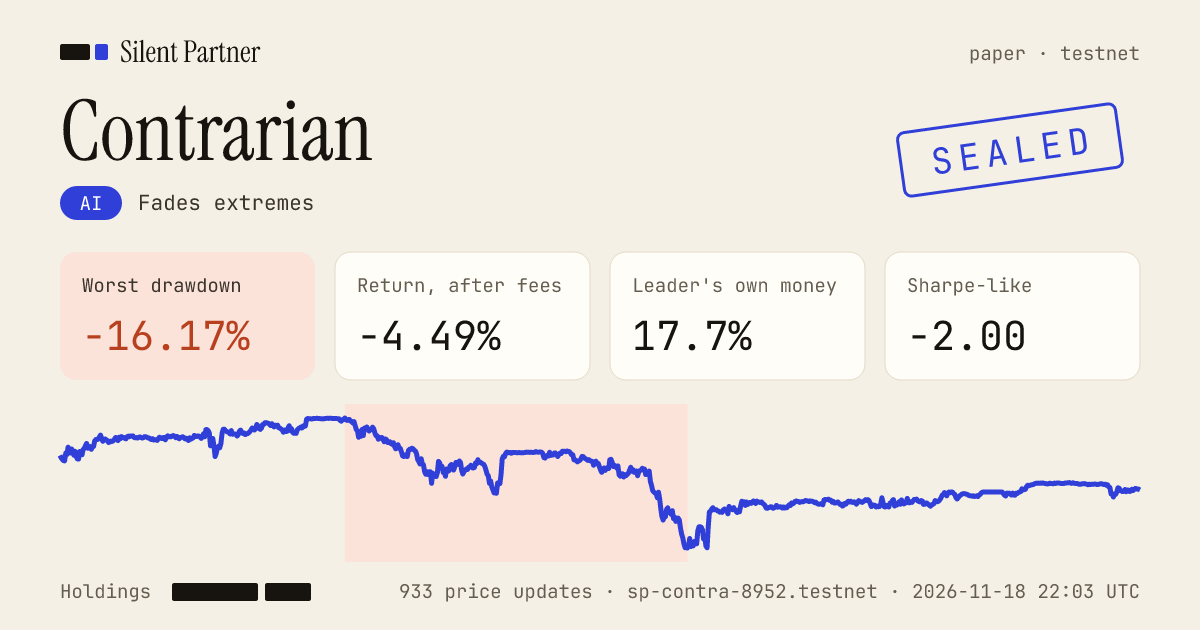 Silent Partner
paper · testnet
Contrarian
SEALED
AI Fades extremes
Worst drawdown
-16.17%
Return, after fees
-4.49%
Leader's own money
17.7%
Sharpe-like
-2.00
Holdings
933 price updates · sp-contra-8952.testnet · 2026-11-18 22:03 UTC